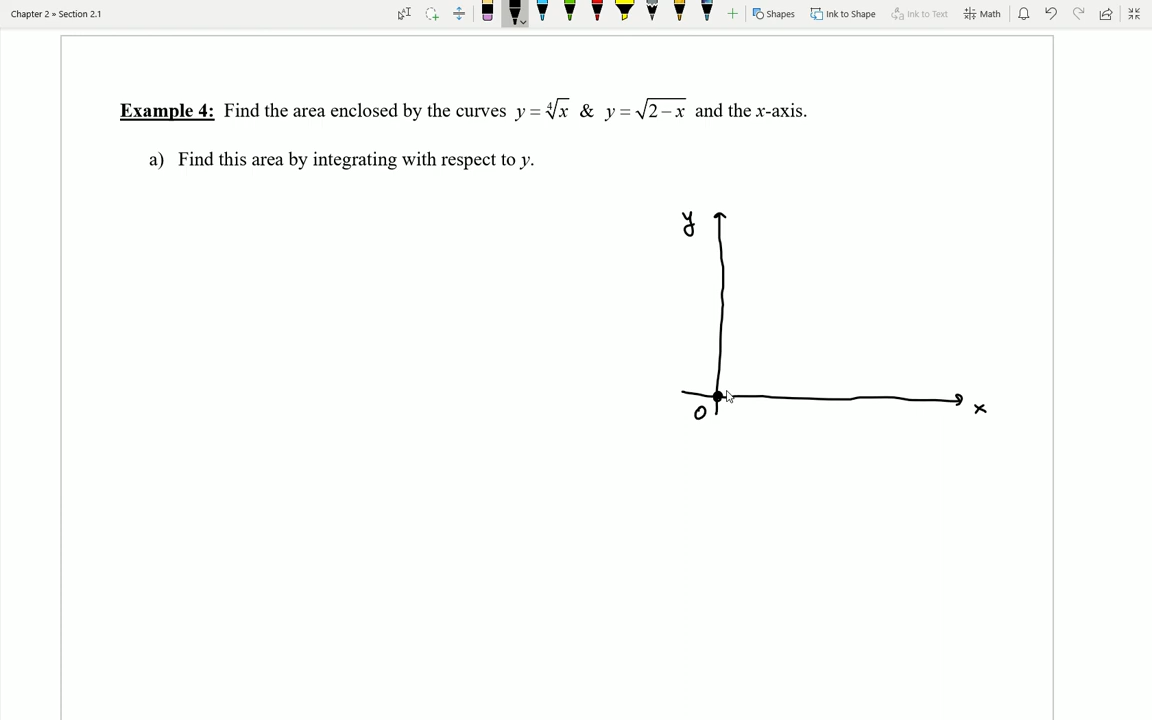 Chapter 2 » Section 2.1
Shapes Ink to Shape Ink to Text Math
Example 4: Find the area enclosed by the curves y = ∜x & y = √(2 − x) and the x-axis.
a) Find this area by integrating with respect to y.
y
0
x